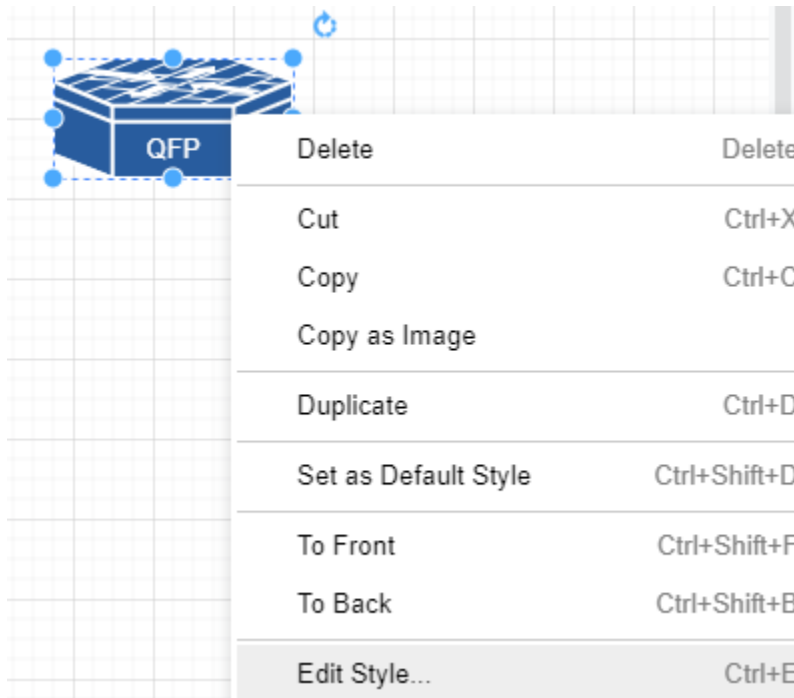 QFP
Delete Delete
Cut Ctrl+X
Copy Ctrl+C
Copy as Image
Duplicate Ctrl+D
Set as Default Style Ctrl+Shift+D
To Front Ctrl+Shift+F
To Back Ctrl+Shift+B
Edit Style... Ctrl+E